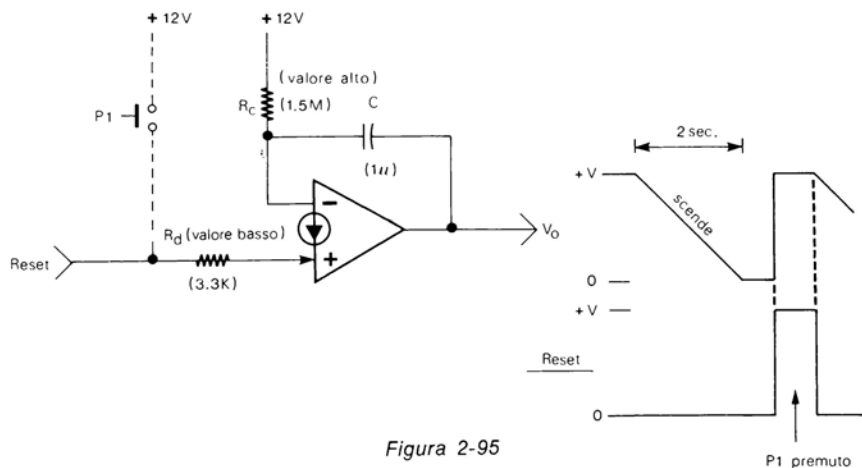 + 12V
+ 12V
(valore alto)
Rc
(1.5M)
C
P1
(1u)
2 sec.
+ V
scende
Rd (valore basso)
−
+
Vo
Reset
(3.3K)
0
+ V
Reset
0
Figura 2-95
P1 premuto